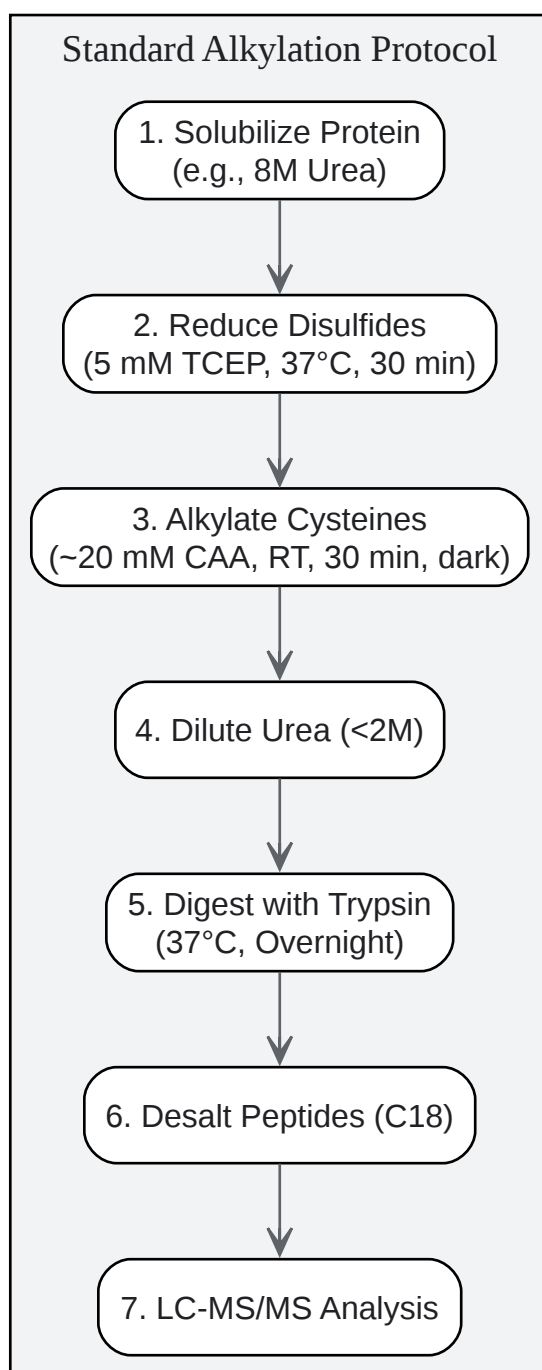 Standard Alkylation Protocol
1. Solubilize Protein
(e.g., 8M Urea)
2. Reduce Disulfides
(5 mM TCEP, 37°C, 30 min)
3. Alkylate Cysteines
(~20 mM CAA, RT, 30 min, dark)
4. Dilute Urea (<2M)
5. Digest with Trypsin
(37°C, Overnight)
6. Desalt Peptides (C18)
7. LC-MS/MS Analysis